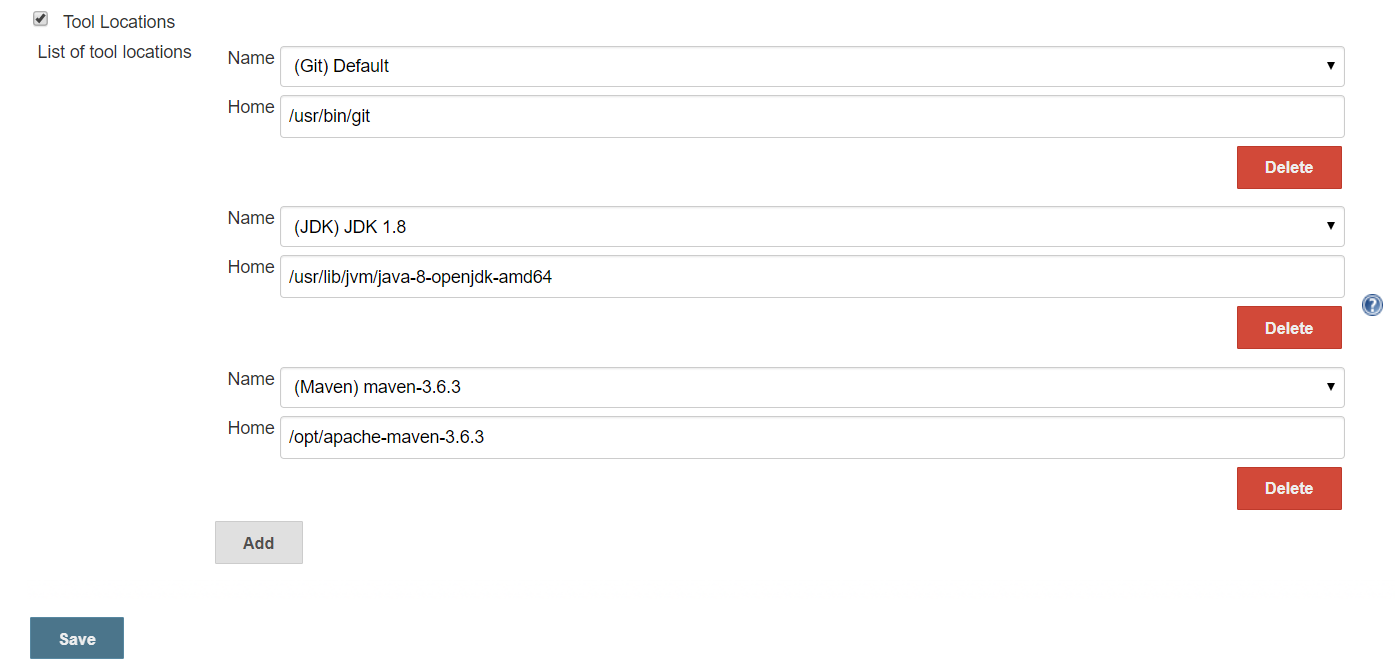 Tool Locations
List of tool locations
Name
(Git) Default
Home
/usr/bin/git
Delete
Name
(JDK) JDK 1.8
Home
/usr/lib/jvm/java-8-openjdk-amd64
?
Delete
Name
(Maven) maven-3.6.3
Home
/opt/apache-maven-3.6.3
Delete
Add
Save